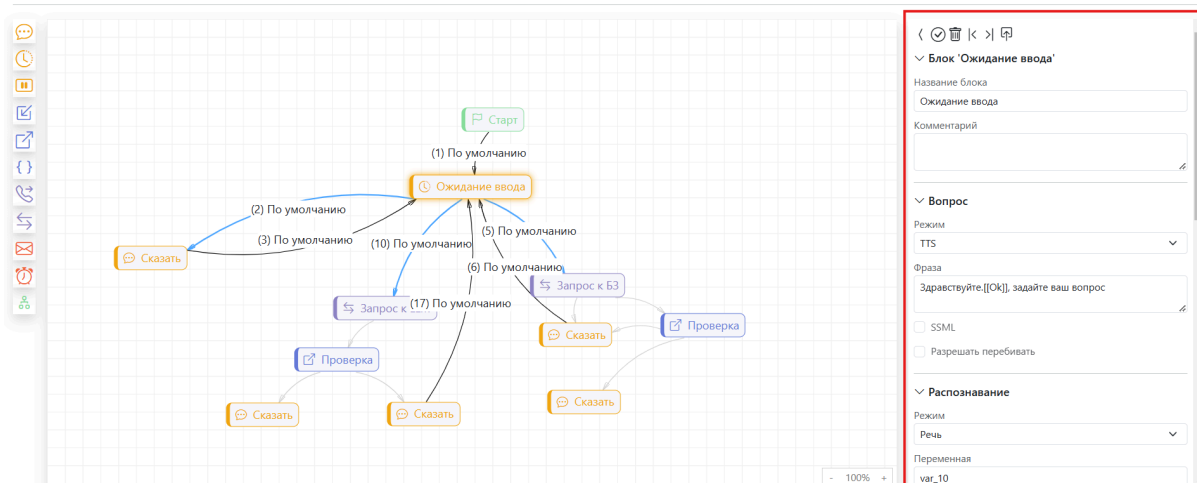 Старт
(1) По умолчанию
Ожидание ввода
(2) По умолчанию
(3) По умолчанию
(10) По умолчанию
(5) По умолчанию
Сказать
(6) По умолчанию
Запрос к БЗ
Запрос к
(17) По умолчанию
Проверка
Сказать
Проверка
Сказать
Сказать
Сказать
- 100% +
Блок 'Ожидание ввода'
Название блока
Ожидание ввода
Комментарий
Вопрос
Режим
TTS
Фраза
Здравствуйте.[[Ok]], задайте ваш вопрос
SSML
Разрешать перебивать
Распознавание
Режим
Речь
Переменная
var_10